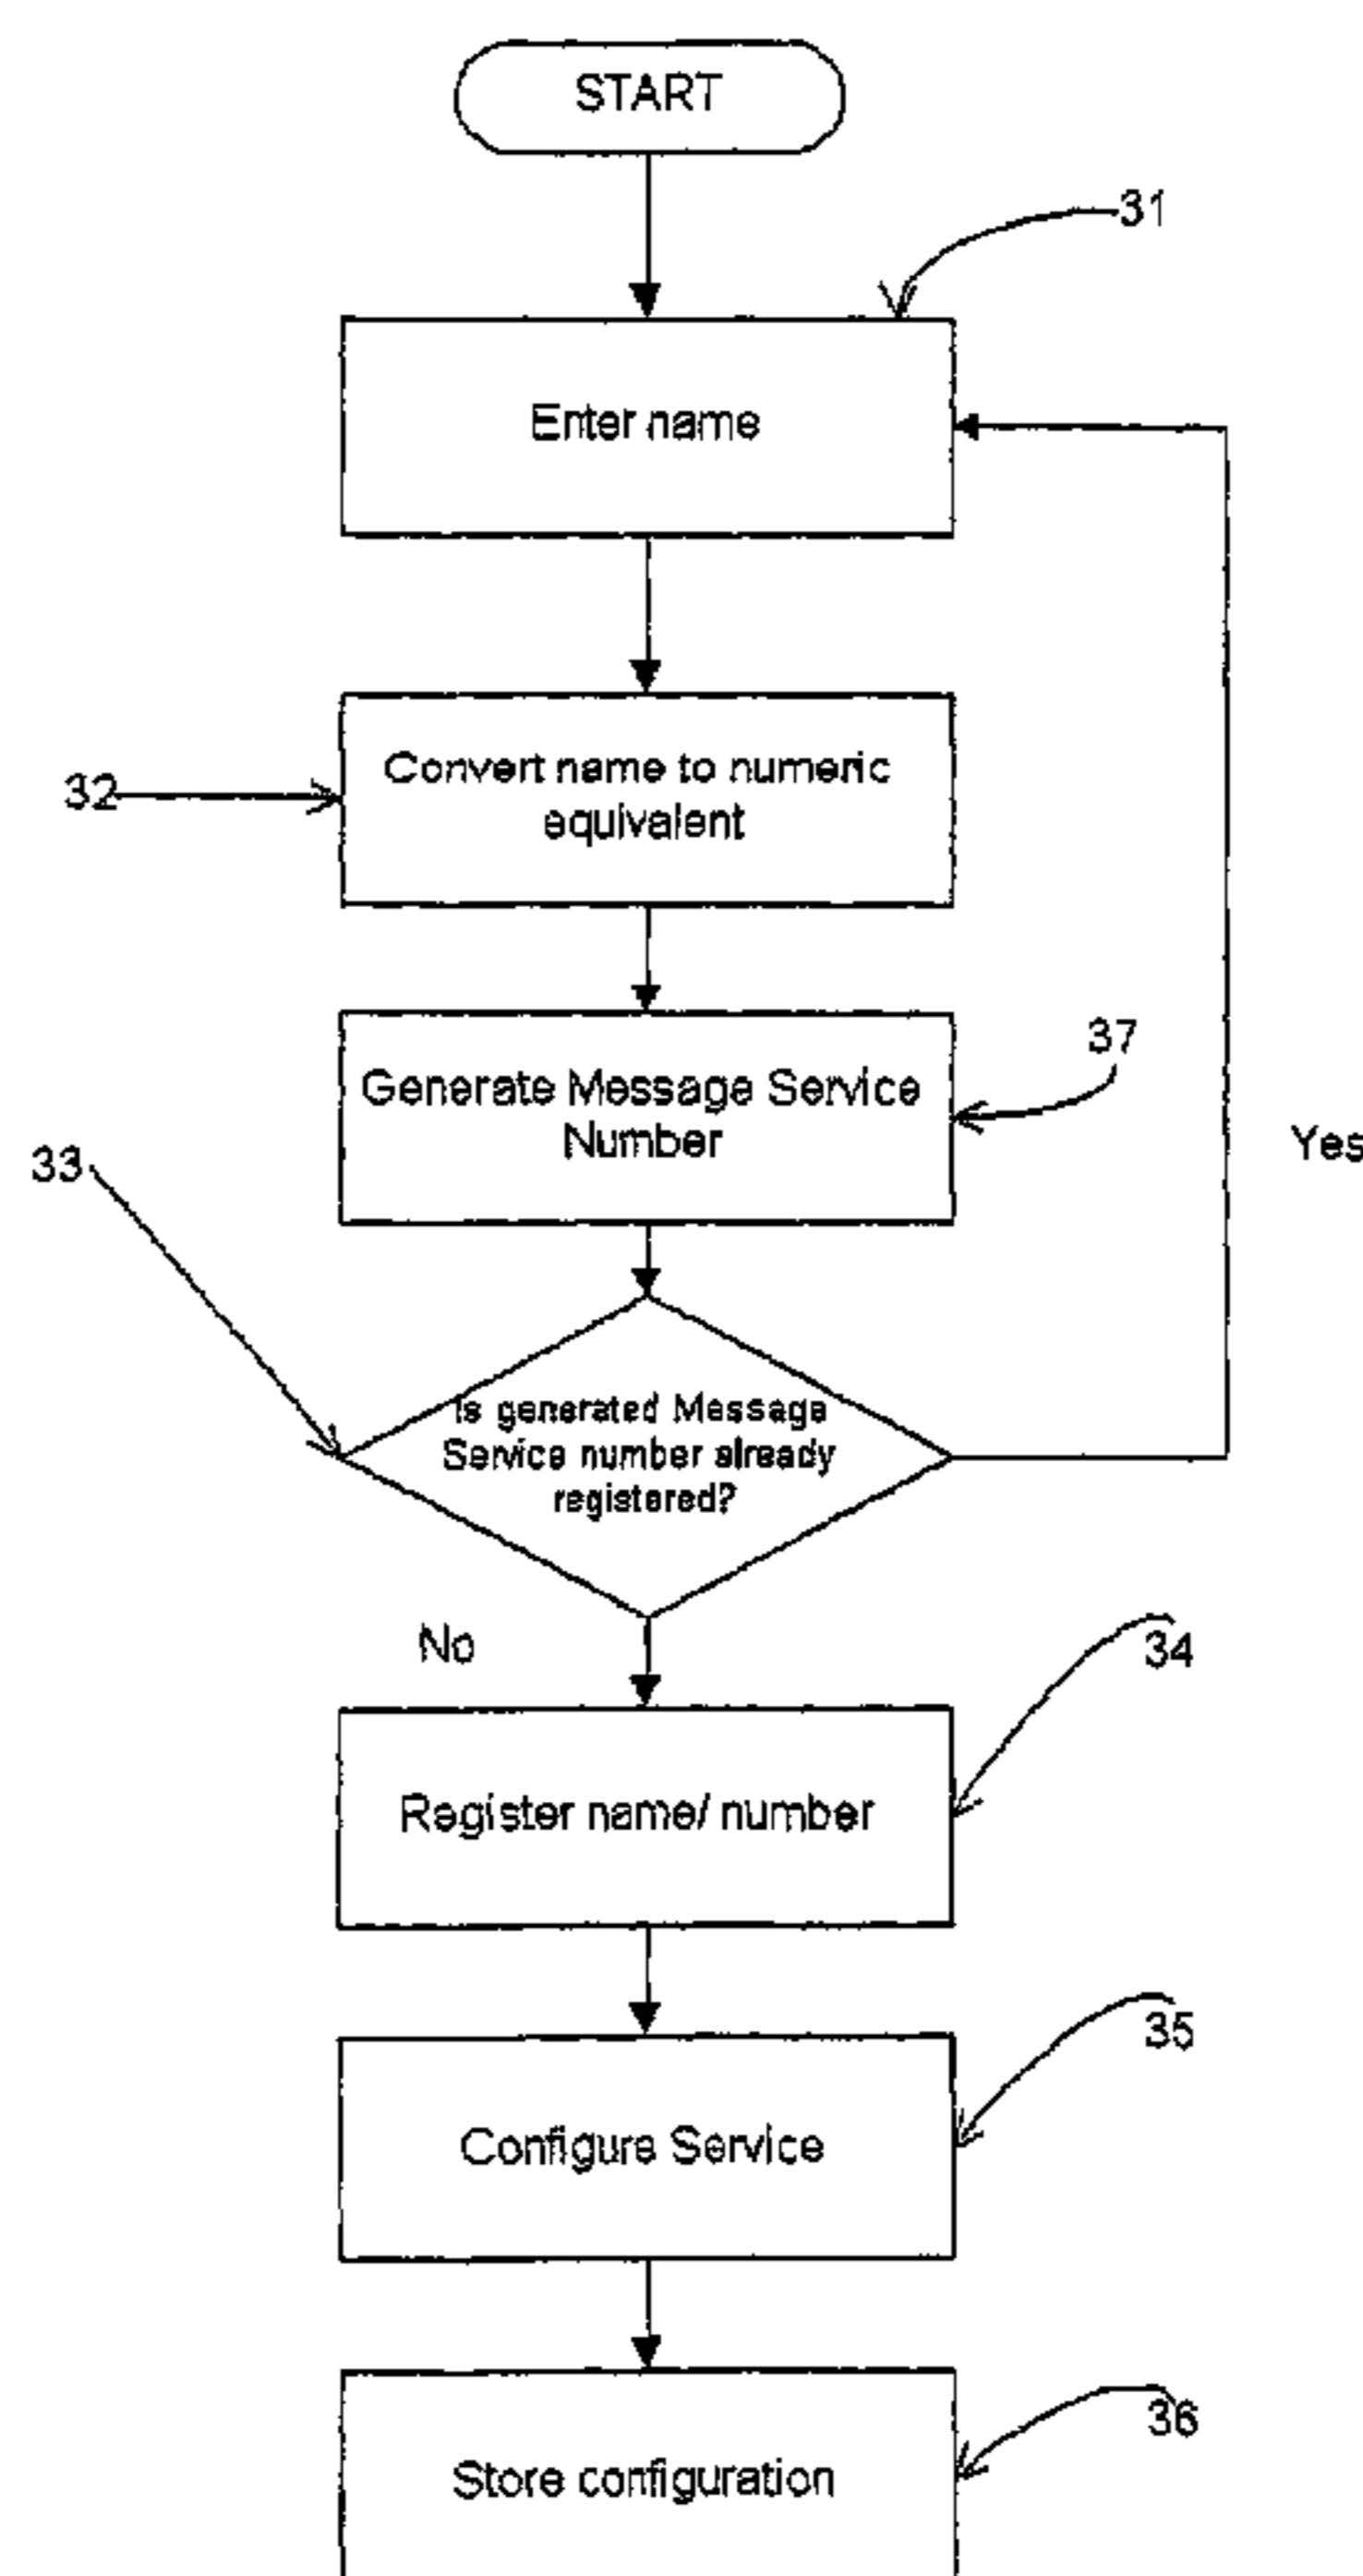 START
31
Enter name
32
Convert name to numeric
equivalent
37
Generate Message Service
Number
33
Yes
Is generated Message
Service number already
registered?
No
34
Register name/ number
35
Configure Service
36
Store configuration